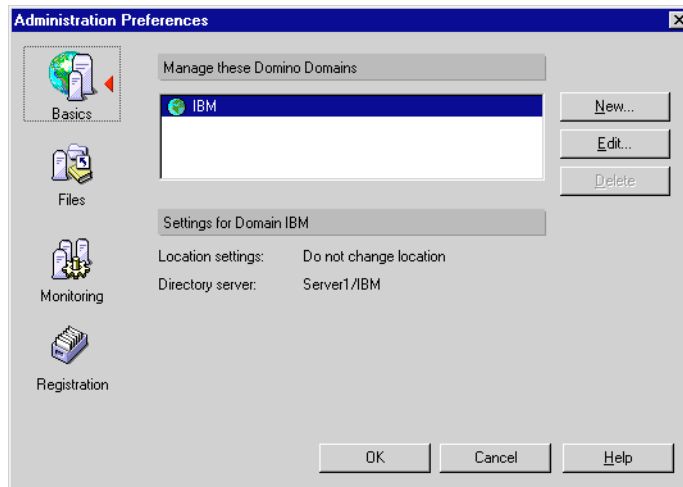 Administration Preferences
Basics
Files
Monitoring
Registration
Manage these Domino Domains
IBM
New...
Edit...
Delete
Settings for Domain IBM
Location settings: Do not change location
Directory server: Server1/IBM
OK Cancel Help